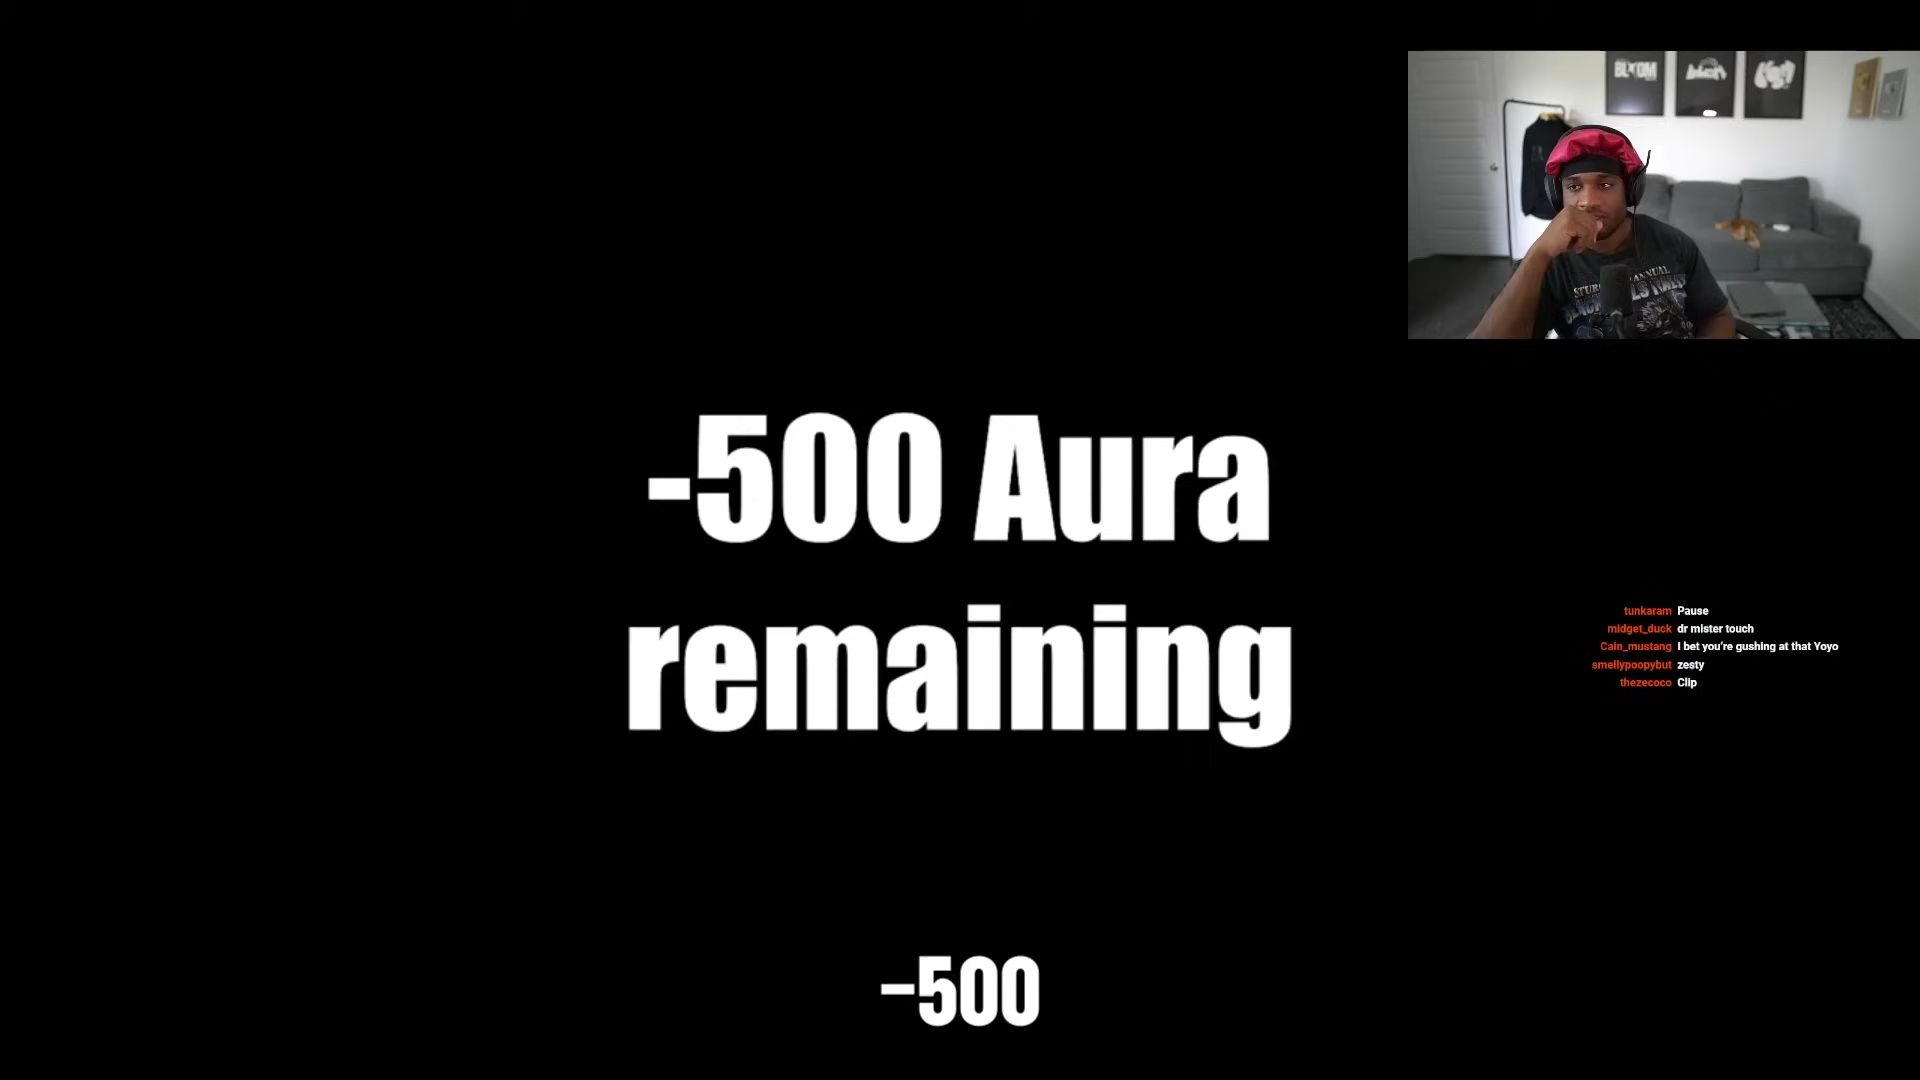 BLXOM
-500 Aura
remaining
tunkaram Pause
midget_duck dr mister touch
Cain_mustang I bet you're gushing at that Yoyo
smellypoopybut zesty
thezecoco Clip
-500